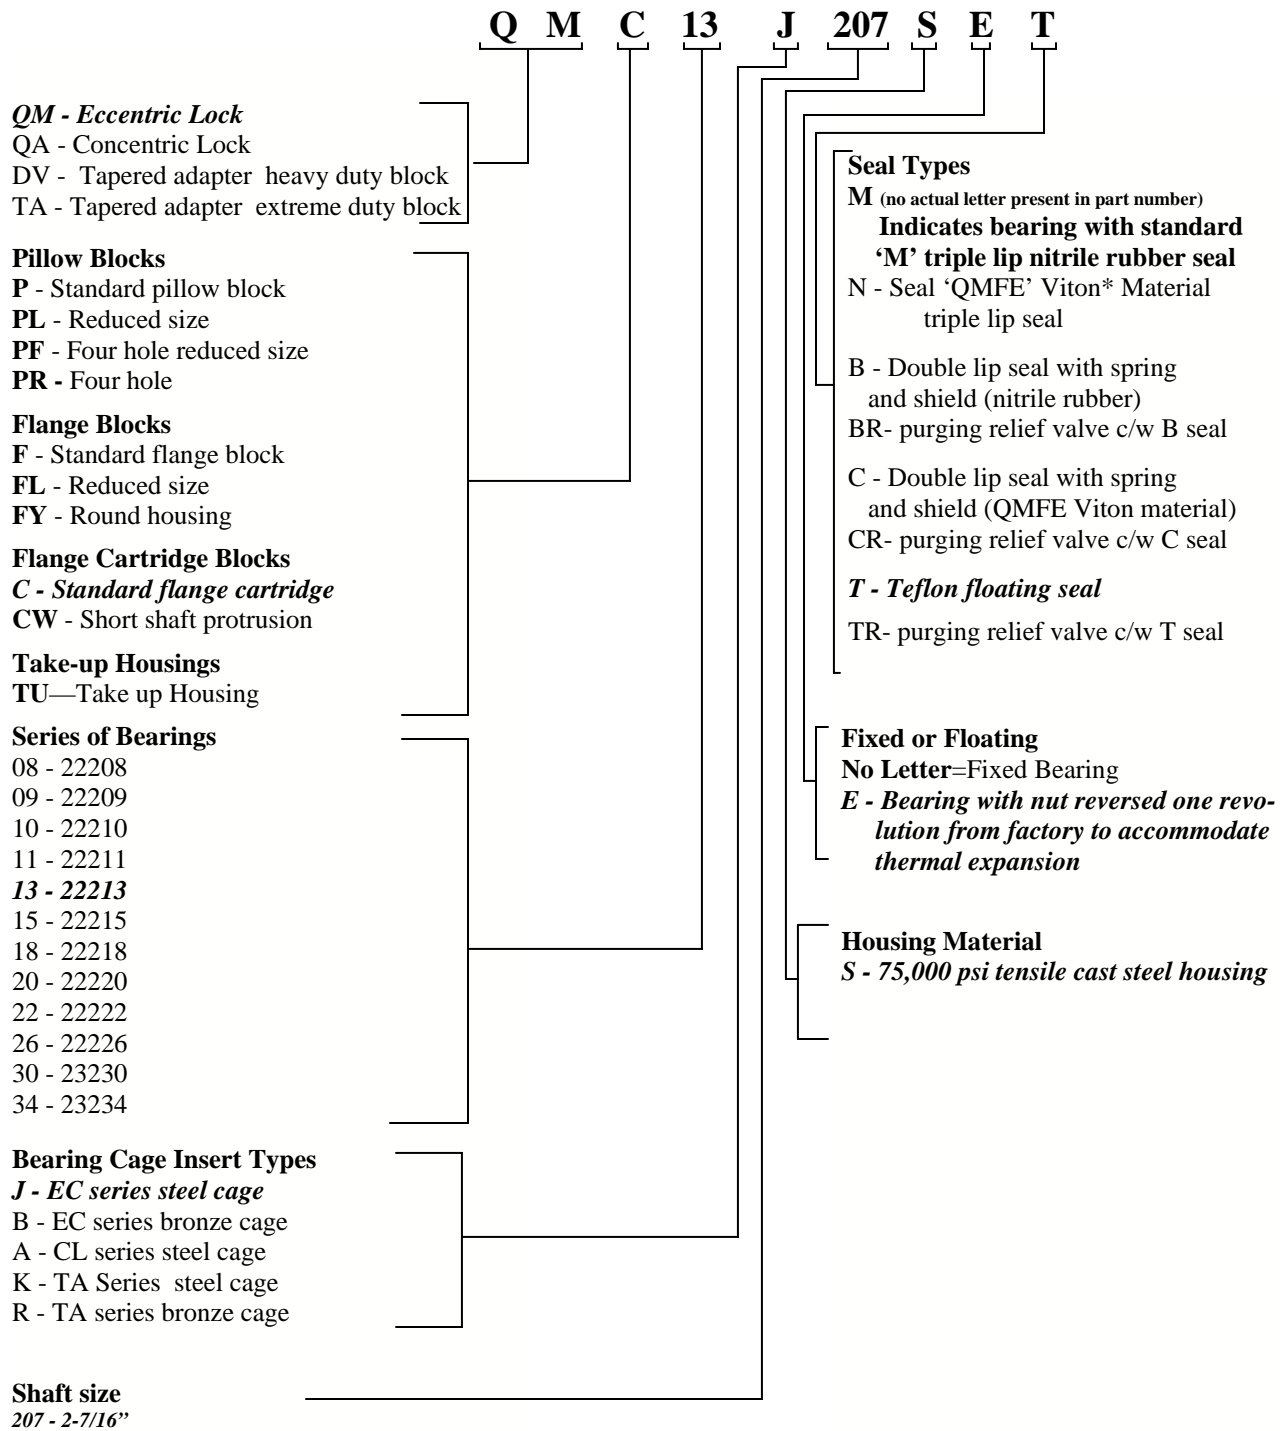 Q M C 13 J 207 S E T
QM - Eccentric Lock
QA - Concentric Lock
DV - Tapered adapter heavy duty block
TA - Tapered adapter extreme duty block
Pillow Blocks
P - Standard pillow block
PL - Reduced size
PF - Four hole reduced size
PR - Four hole
Flange Blocks
F - Standard flange block
FL - Reduced size
FY - Round housing
Flange Cartridge Blocks
C - Standard flange cartridge
CW - Short shaft protrusion
Take-up Housings
TU—Take up Housing
Series of Bearings
08 - 22208
09 - 22209
10 - 22210
11 - 22211
13 - 22213
15 - 22215
18 - 22218
20 - 22220
22 - 22222
26 - 22226
30 - 23230
34 - 23234
Bearing Cage Insert Types
J - EC series steel cage
B - EC series bronze cage
A - CL series steel cage
K - TA Series steel cage
R - TA series bronze cage
Shaft size
207 - 2-7/16”
Seal Types
M (no actual letter present in part number)
Indicates bearing with standard
‘M’ triple lip nitrile rubber seal
N - Seal ‘QMFE’ Viton* Material
triple lip seal
B - Double lip seal with spring
and shield (nitrile rubber)
BR- purging relief valve c/w B seal
C - Double lip seal with spring
and shield (QMFE Viton material)
CR- purging relief valve c/w C seal
T - Teflon floating seal
TR- purging relief valve c/w T seal
Fixed or Floating
No Letter=Fixed Bearing
E - Bearing with nut reversed one revo-
lution from factory to accommodate
thermal expansion
Housing Material
S - 75,000 psi tensile cast steel housing